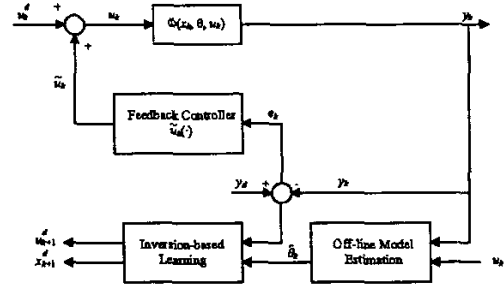 u_k^d
+
+
u_k
Φ(x_k, θ, u_k)
y_k
ũ_k
Feedback Controller
ũ_k(·)
e_k
y_d
+
-
y_k
u_{k+1}^d
x_{k+1}^d
Inversion-based
Learning
θ̂_k
Off-line Model
Estimation
u_k